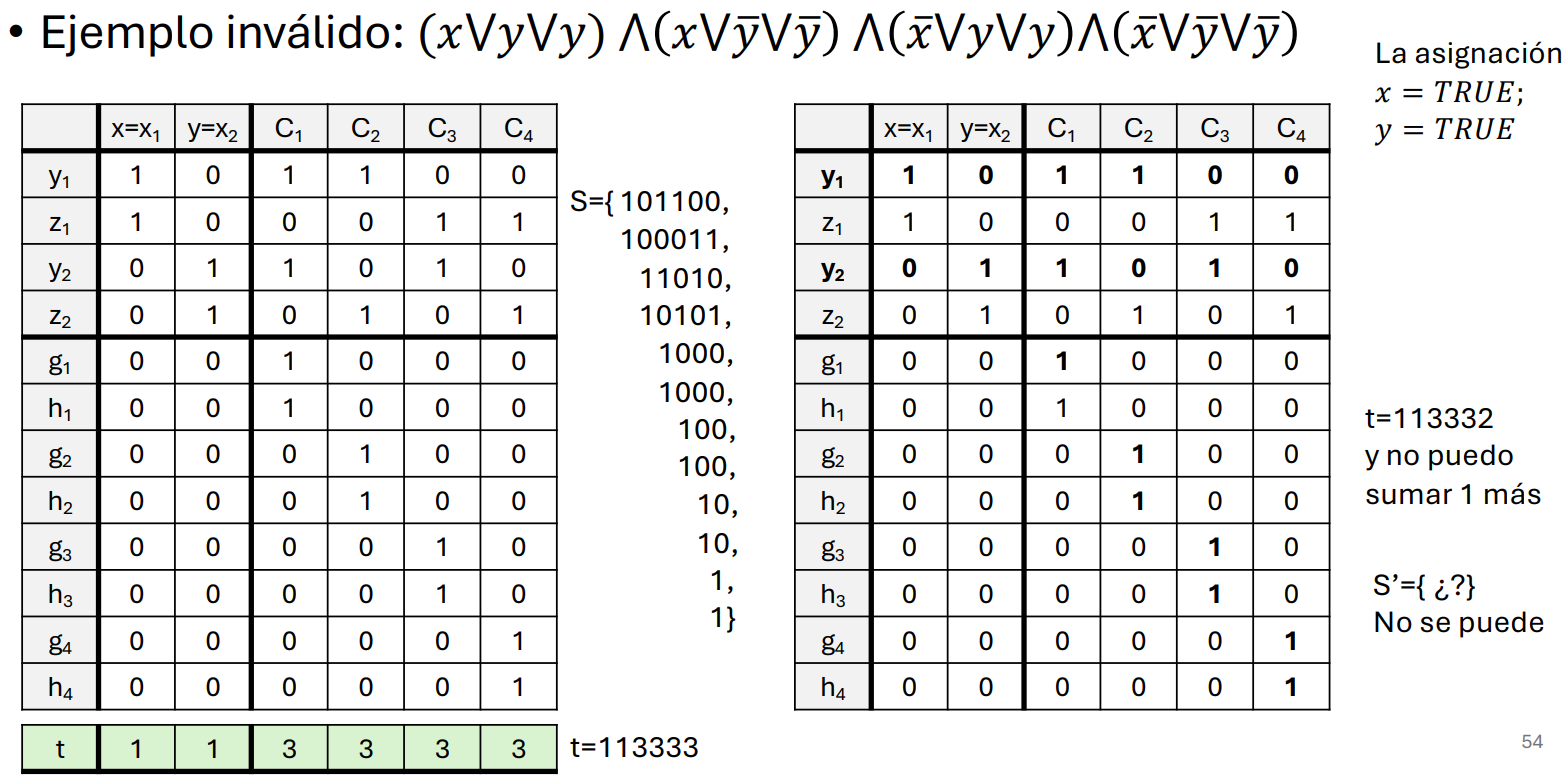 • Ejemplo inválido: (x⋁y⋁y) ⋀(x⋁ȳ⋁ȳ) ⋀(x̄⋁y⋁y)⋀(x̄⋁ȳ⋁ȳ)
La asignación
x = TRUE;
y = TRUE
x=x₁ y=x₂ C₁ C₂ C₃ C₄
y₁ 1 0 1 1 0 0
z₁ 1 0 0 0 1 1
y₂ 0 1 1 0 1 0
z₂ 0 1 0 1 0 1
g₁ 0 0 1 0 0 0
h₁ 0 0 1 0 0 0
g₂ 0 0 0 1 0 0
h₂ 0 0 0 1 0 0
g₃ 0 0 0 0 1 0
h₃ 0 0 0 0 1 0
g₄ 0 0 0 0 0 1
h₄ 0 0 0 0 0 1
t 1 1 3 3 3 3
t=113333
S={ 101100,
100011,
11010,
10101,
1000,
1000,
100,
100,
10,
10,
1,
1}
x=x₁ y=x₂ C₁ C₂ C₃ C₄
y₁ 1 0 1 1 0 0
z₁ 1 0 0 0 1 1
y₂ 0 1 1 0 1 0
z₂ 0 1 0 1 0 1
g₁ 0 0 1 0 0 0
h₁ 0 0 1 0 0 0
g₂ 0 0 0 1 0 0
h₂ 0 0 0 1 0 0
g₃ 0 0 0 0 1 0
h₃ 0 0 0 0 1 0
g₄ 0 0 0 0 0 1
h₄ 0 0 0 0 0 1
t=113332
y no puedo
sumar 1 más
S’={ ¿?}
No se puede
54